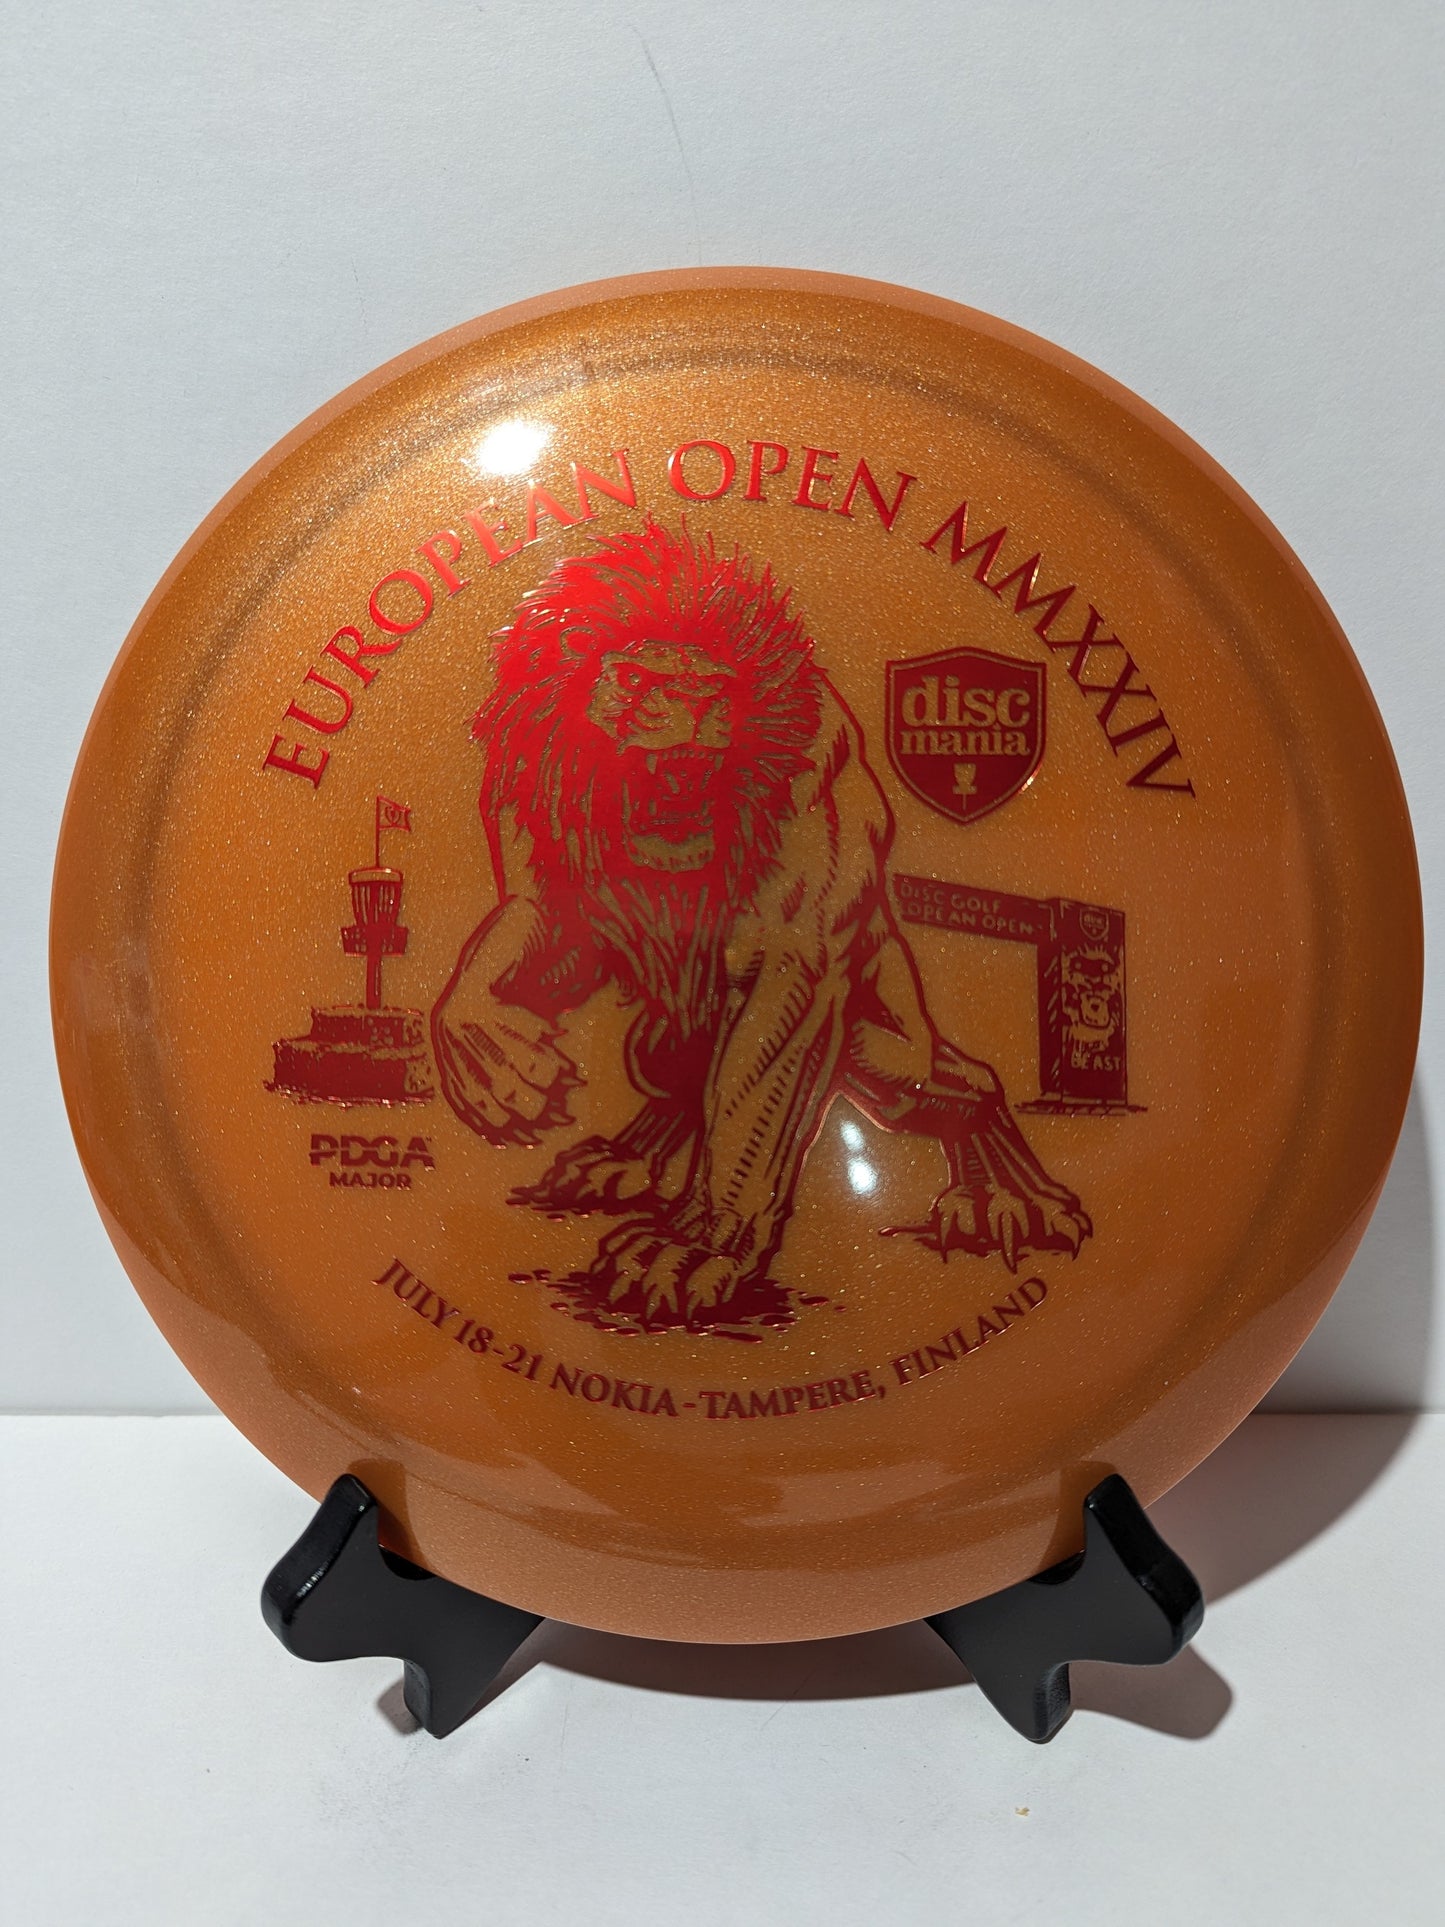 EUROPEAN OPEN MMXXIV
disc
mania
DISC GOLF
OPEAN OPEN
BEAST
PDGA
MAJOR
JULY 18-21 NOKIA-TAMPERE, FINLAND